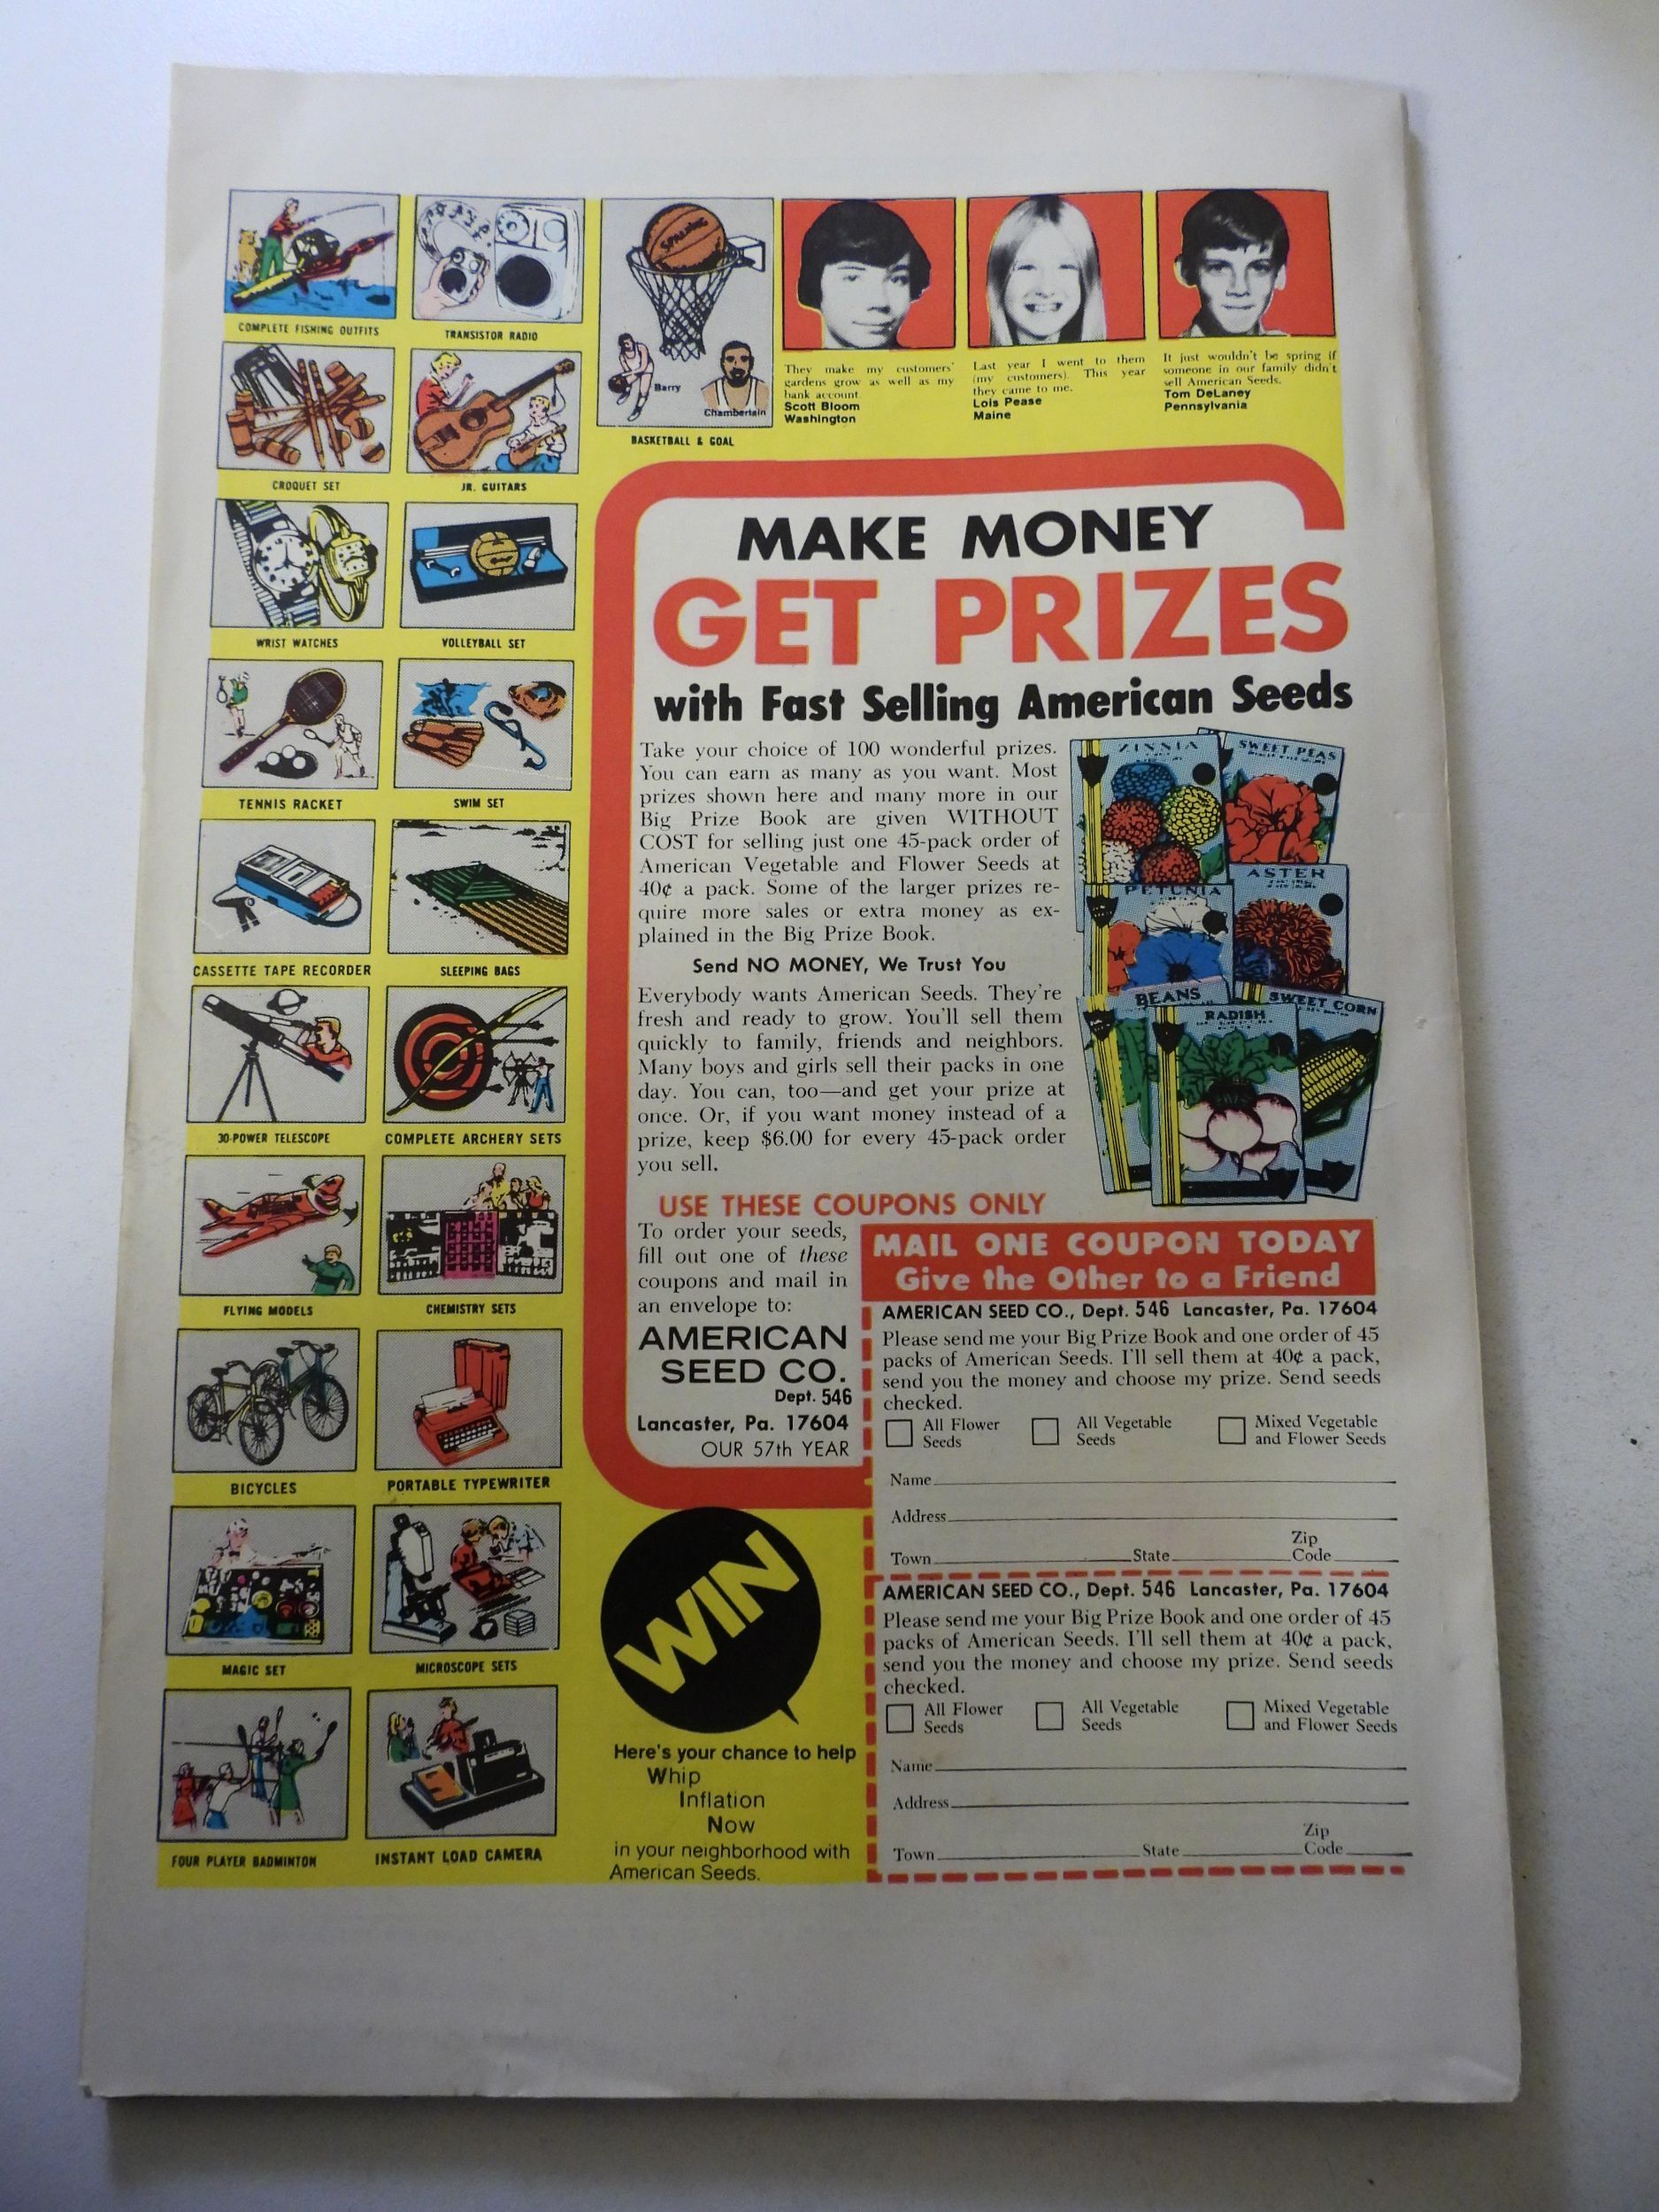 COMPLETE FISHING OUTFITS
TRANSISTOR RADIO
SPALDING
Barry
Chamberlain
BASKETBALL & GOAL
They make my customers'
gardens grow as well as my
bank account.
Scott Bloom
Washington
Last year I went to them
(my customers). This year
they came to me.
Lois Pease
Maine
It just wouldn't be spring if
someone in our family didn't
sell American Seeds.
Tom DeLaney
Pennsylvania
CROQUET SET
JR. GUITARS
WRIST WATCHES
VOLLEYBALL SET
TENNIS RACKET
SWIM SET
CASSETTE TAPE RECORDER
SLEEPING BAGS
30-POWER TELESCOPE
COMPLETE ARCHERY SETS
FLYING MODELS
CHEMISTRY SETS
BICYCLES
PORTABLE TYPEWRITER
MAGIC SET
MICROSCOPE SETS
FOUR PLAYER BADMINTON
INSTANT LOAD CAMERA
MAKE MONEY
GET PRIZES
with Fast Selling American Seeds
Take your choice of 100 wonderful prizes.
You can earn as many as you want. Most
prizes shown here and many more in our
Big Prize Book are given WITHOUT
COST for selling just one 45-pack order of
American Vegetable and Flower Seeds at
40¢ a pack. Some of the larger prizes re-
quire more sales or extra money as ex-
plained in the Big Prize Book.
Send NO MONEY, We Trust You
Everybody wants American Seeds. They're
fresh and ready to grow. You'll sell them
quickly to family, friends and neighbors.
Many boys and girls sell their packs in one
day. You can, too—and get your prize at
once. Or, if you want money instead of a
prize, keep $6.00 for every 45-pack order
you sell.
ZINNIA
SWEET PEAS
PETUNIA
ASTER
BEANS
SWEET CORN
RADISH
USE THESE COUPONS ONLY
To order your seeds,
fill out one of these
coupons and mail in
an envelope to:
AMERICAN
SEED CO.
Dept. 546
Lancaster, Pa. 17604
OUR 57th YEAR
MAIL ONE COUPON TODAY
Give the Other to a Friend
AMERICAN SEED CO., Dept. 546 Lancaster, Pa. 17604
Please send me your Big Prize Book and one order of 45
packs of American Seeds. I'll sell them at 40¢ a pack,
send you the money and choose my prize. Send seeds
checked.
All Flower Seeds
All Vegetable Seeds
Mixed Vegetable and Flower Seeds
Name
Address
Town State Zip Code
AMERICAN SEED CO., Dept. 546 Lancaster, Pa. 17604
Please send me your Big Prize Book and one order of 45
packs of American Seeds. I'll sell them at 40¢ a pack,
send you the money and choose my prize. Send seeds
checked.
All Flower Seeds
All Vegetable Seeds
Mixed Vegetable and Flower Seeds
Name
Address
Town State Zip Code
WIN
Here's your chance to help
Whip
Inflation
Now
in your neighborhood with
American Seeds.